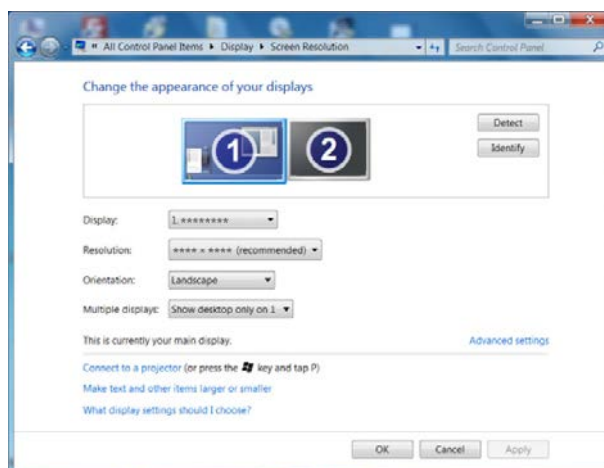 « All Control Panel Items ▸ Display ▸ Screen Resolution
Search Control Panel
Change the appearance of your displays
1
2
Detect
Identify
Display: 1.********
Resolution: **** × **** (recommended)
Orientation: Landscape
Multiple displays: Show desktop only on 1
This is currently your main display.
Advanced settings
Connect to a projector (or press the key and tap P)
Make text and other items larger or smaller
What display settings should I choose?
OK Cancel Apply